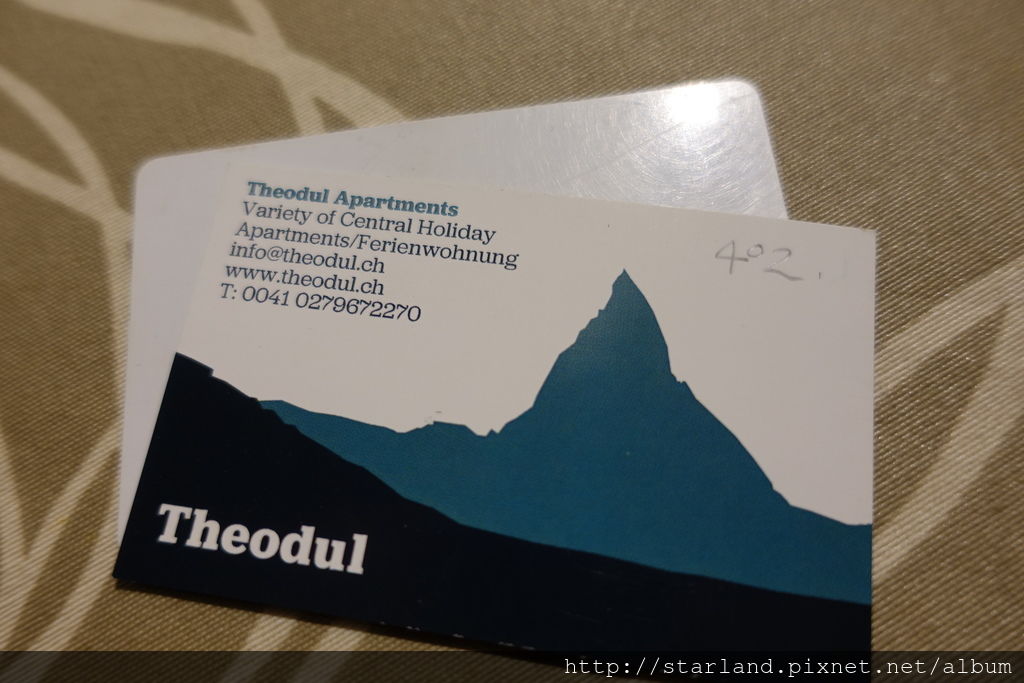 Theodul Apartments
Variety of Central Holiday
Apartments/Ferienwohnung
info@theodul.ch
www.theodul.ch
T: 0041 0279672270
402.
Theodul
http://starland.pixnet.net/album